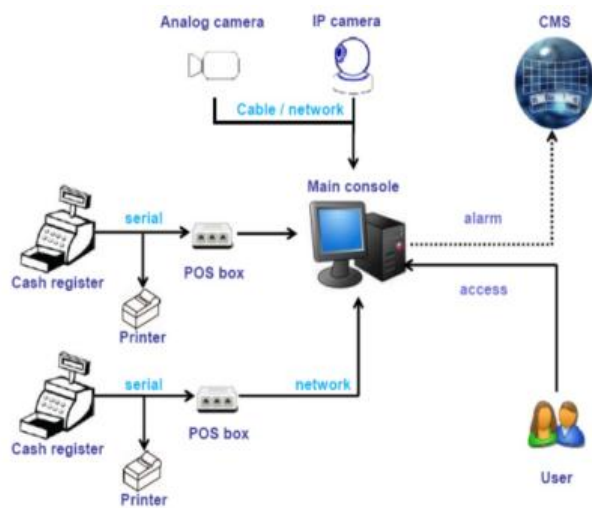 Analog camera
IP camera
CMS
Cable / network
Main console
serial
alarm
POS box
Cash register
access
Printer
serial
network
POS box
Cash register
Printer
User